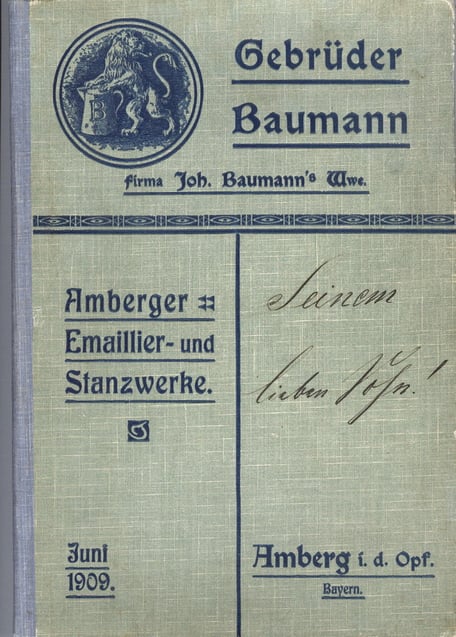 Gebrüder
Baumann
B
Firma Joh. Baumann's Wwe.
Amberger
Emaillier- und
Stanzwerke.
Seinem
lieben Sohn!
Juni
1909.
Amberg i. d. Opf.
Bayern.